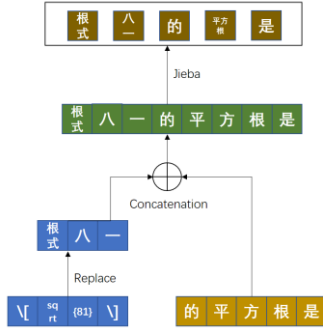 根式 八一 的 平方根 是
Jieba
根式 八 一 的 平 方 根 是
Concatenation
根式 八 一
Replace
\[ sqrt {81} \] 的 平 方 根 是